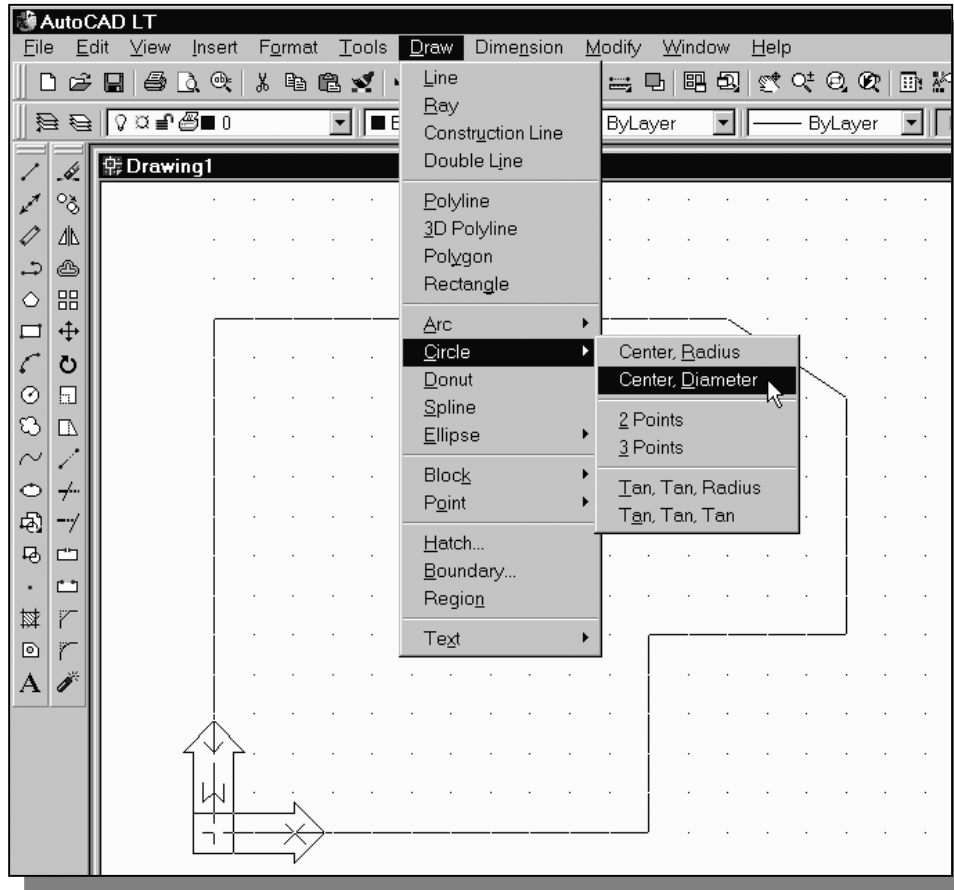 AutoCAD LT
File Edit View Insert Format Tools Draw Dimension Modify Window Help
0 ByLayer ByLayer
Drawing1
Line
Ray
Construction Line
Double Line
Polyline
3D Polyline
Polygon
Rectangle
Arc
Circle
Donut
Spline
Ellipse
Block
Point
Hatch...
Boundary...
Region
Text
Center, Radius
Center, Diameter
2 Points
3 Points
Tan, Tan, Radius
Tan, Tan, Tan
A
Y
W
X